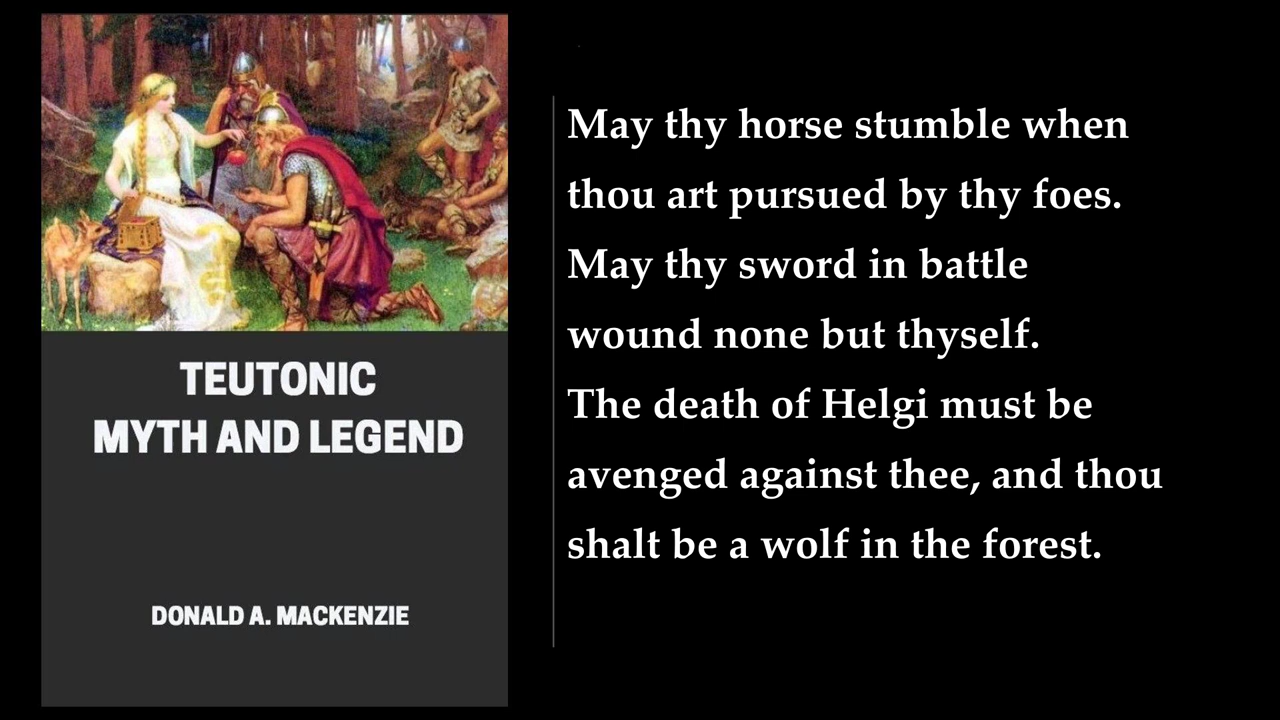 TEUTONIC
MYTH AND LEGEND
DONALD A. MACKENZIE
May thy horse stumble when
thou art pursued by thy foes.
May thy sword in battle
wound none but thyself.
The death of Helgi must be
avenged against thee, and thou
shalt be a wolf in the forest.